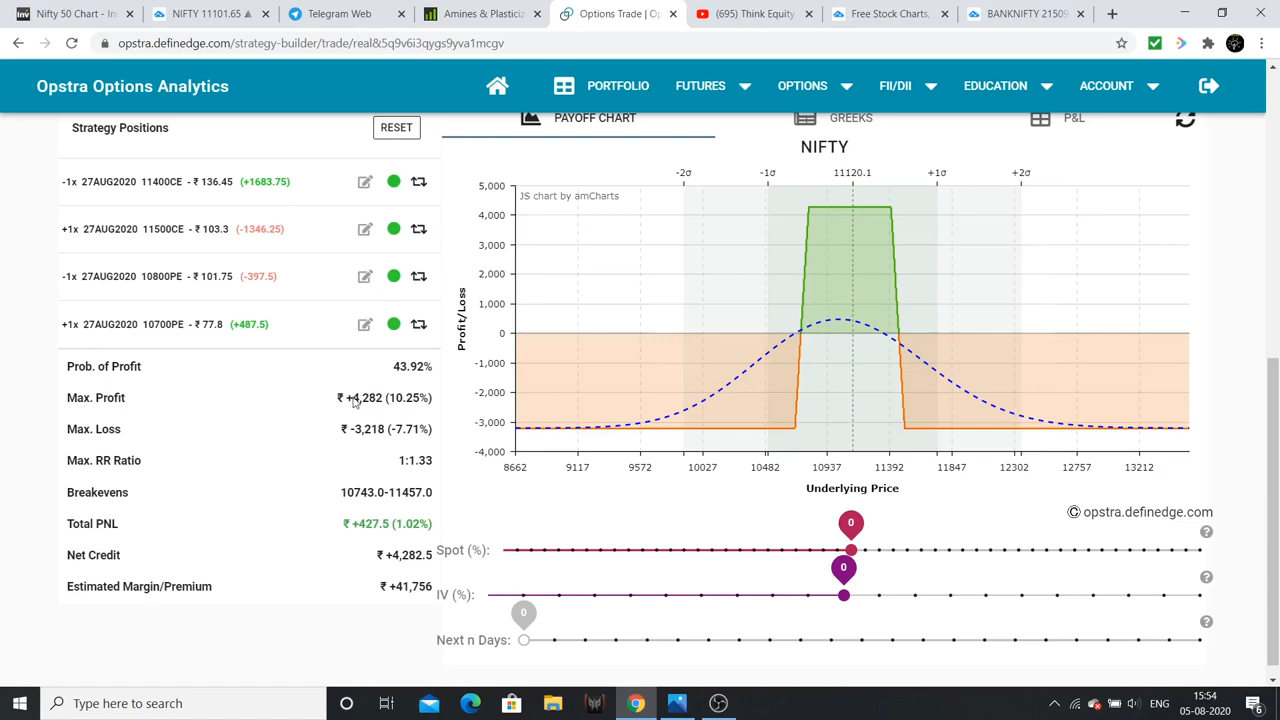 Nifty 50 Chart - Inv
NIFTY 11101.65 ▲
Telegram Web
Amines & Plasticiz
Options Trade | Op
(695) Think Equity
Free Stock Charts,
BANKNIFTY 21509
opstra.definedge.com/strategy-builder/trade/real&5q9v6i3qygs9yva1mcgv
Opstra Options Analytics
PORTFOLIO
FUTURES
OPTIONS
FII/DII
EDUCATION
ACCOUNT
Strategy Positions
RESET
PAYOFF CHART
GREEKS
P&L
NIFTY
-1x 27AUG2020 11400CE - ₹ 136.45 (+1683.75)
+1x 27AUG2020 11500CE - ₹ 103.3 (-1346.25)
-1x 27AUG2020 10800PE - ₹ 101.75 (-397.5)
+1x 27AUG2020 10700PE - ₹ 77.8 (+487.5)
Prob. of Profit 43.92%
Max. Profit ₹ +4,282 (10.25%)
Max. Loss ₹ -3,218 (-7.71%)
Max. RR Ratio 1:1.33
Breakevens 10743.0-11457.0
Total PNL ₹ +427.5 (1.02%)
Net Credit ₹ +4,282.5
Estimated Margin/Premium ₹ +41,756
-2σ -1σ 11120.1 +1σ +2σ
JS chart by amCharts
5,000
4,000
3,000
2,000
1,000
0
-1,000
-2,000
-3,000
-4,000
Profit/Loss
8662 9117 9572 10027 10482 10937 11392 11847 12302 12757 13212
Underlying Price
© opstra.definedge.com
0
Spot (%):
?
0
IV (%):
?
0
Next n Days:
?
Type here to search
ENG
15:54
05-08-2020
6